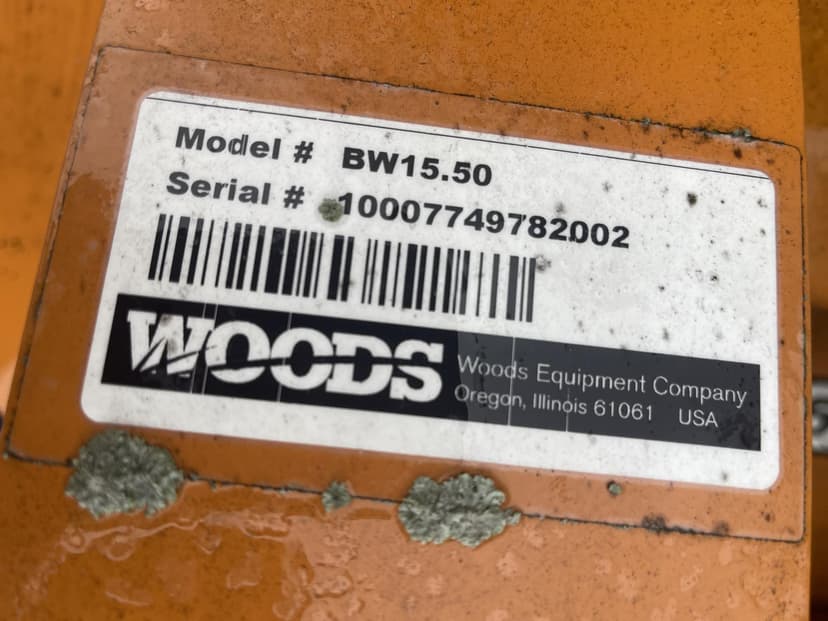 Model # BW15.50
Serial # 10007749782002
WOODS
Woods Equipment Company
Oregon, Illinois 61061 USA